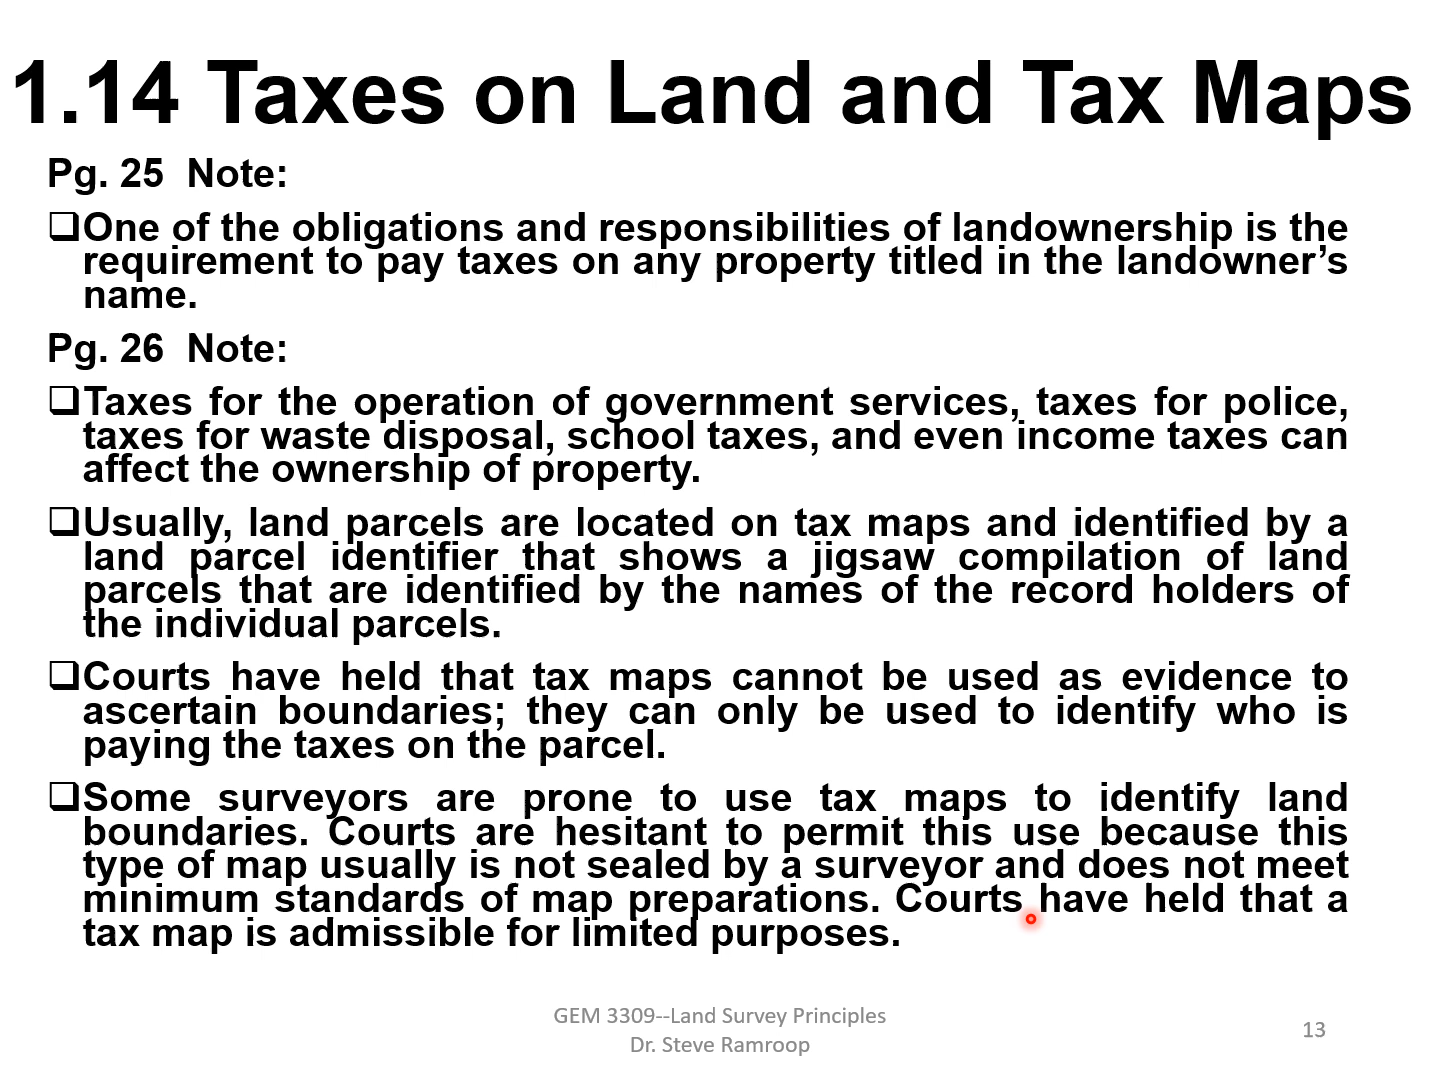 1.14 Taxes on Land and Tax Maps
Pg. 25  Note:
❑One of the obligations and responsibilities of landownership is the
requirement to pay taxes on any property titled in the landowner’s
name.
Pg. 26  Note:
❑Taxes for the operation of government services, taxes for police,
taxes for waste disposal, school taxes, and even income taxes can
affect the ownership of property.
❑Usually, land parcels are located on tax maps and identified by a
land parcel identifier that shows a jigsaw compilation of land
parcels that are identified by the names of the record holders of
the individual parcels.
❑Courts have held that tax maps cannot be used as evidence to
ascertain boundaries; they can only be used to identify who is
paying the taxes on the parcel.
❑Some surveyors are prone to use tax maps to identify land
boundaries. Courts are hesitant to permit this use because this
type of map usually is not sealed by a surveyor and does not meet
minimum standards of map preparations. Courts have held that a
tax map is admissible for limited purposes.
GEM 3309--Land Survey Principles
Dr. Steve Ramroop
13